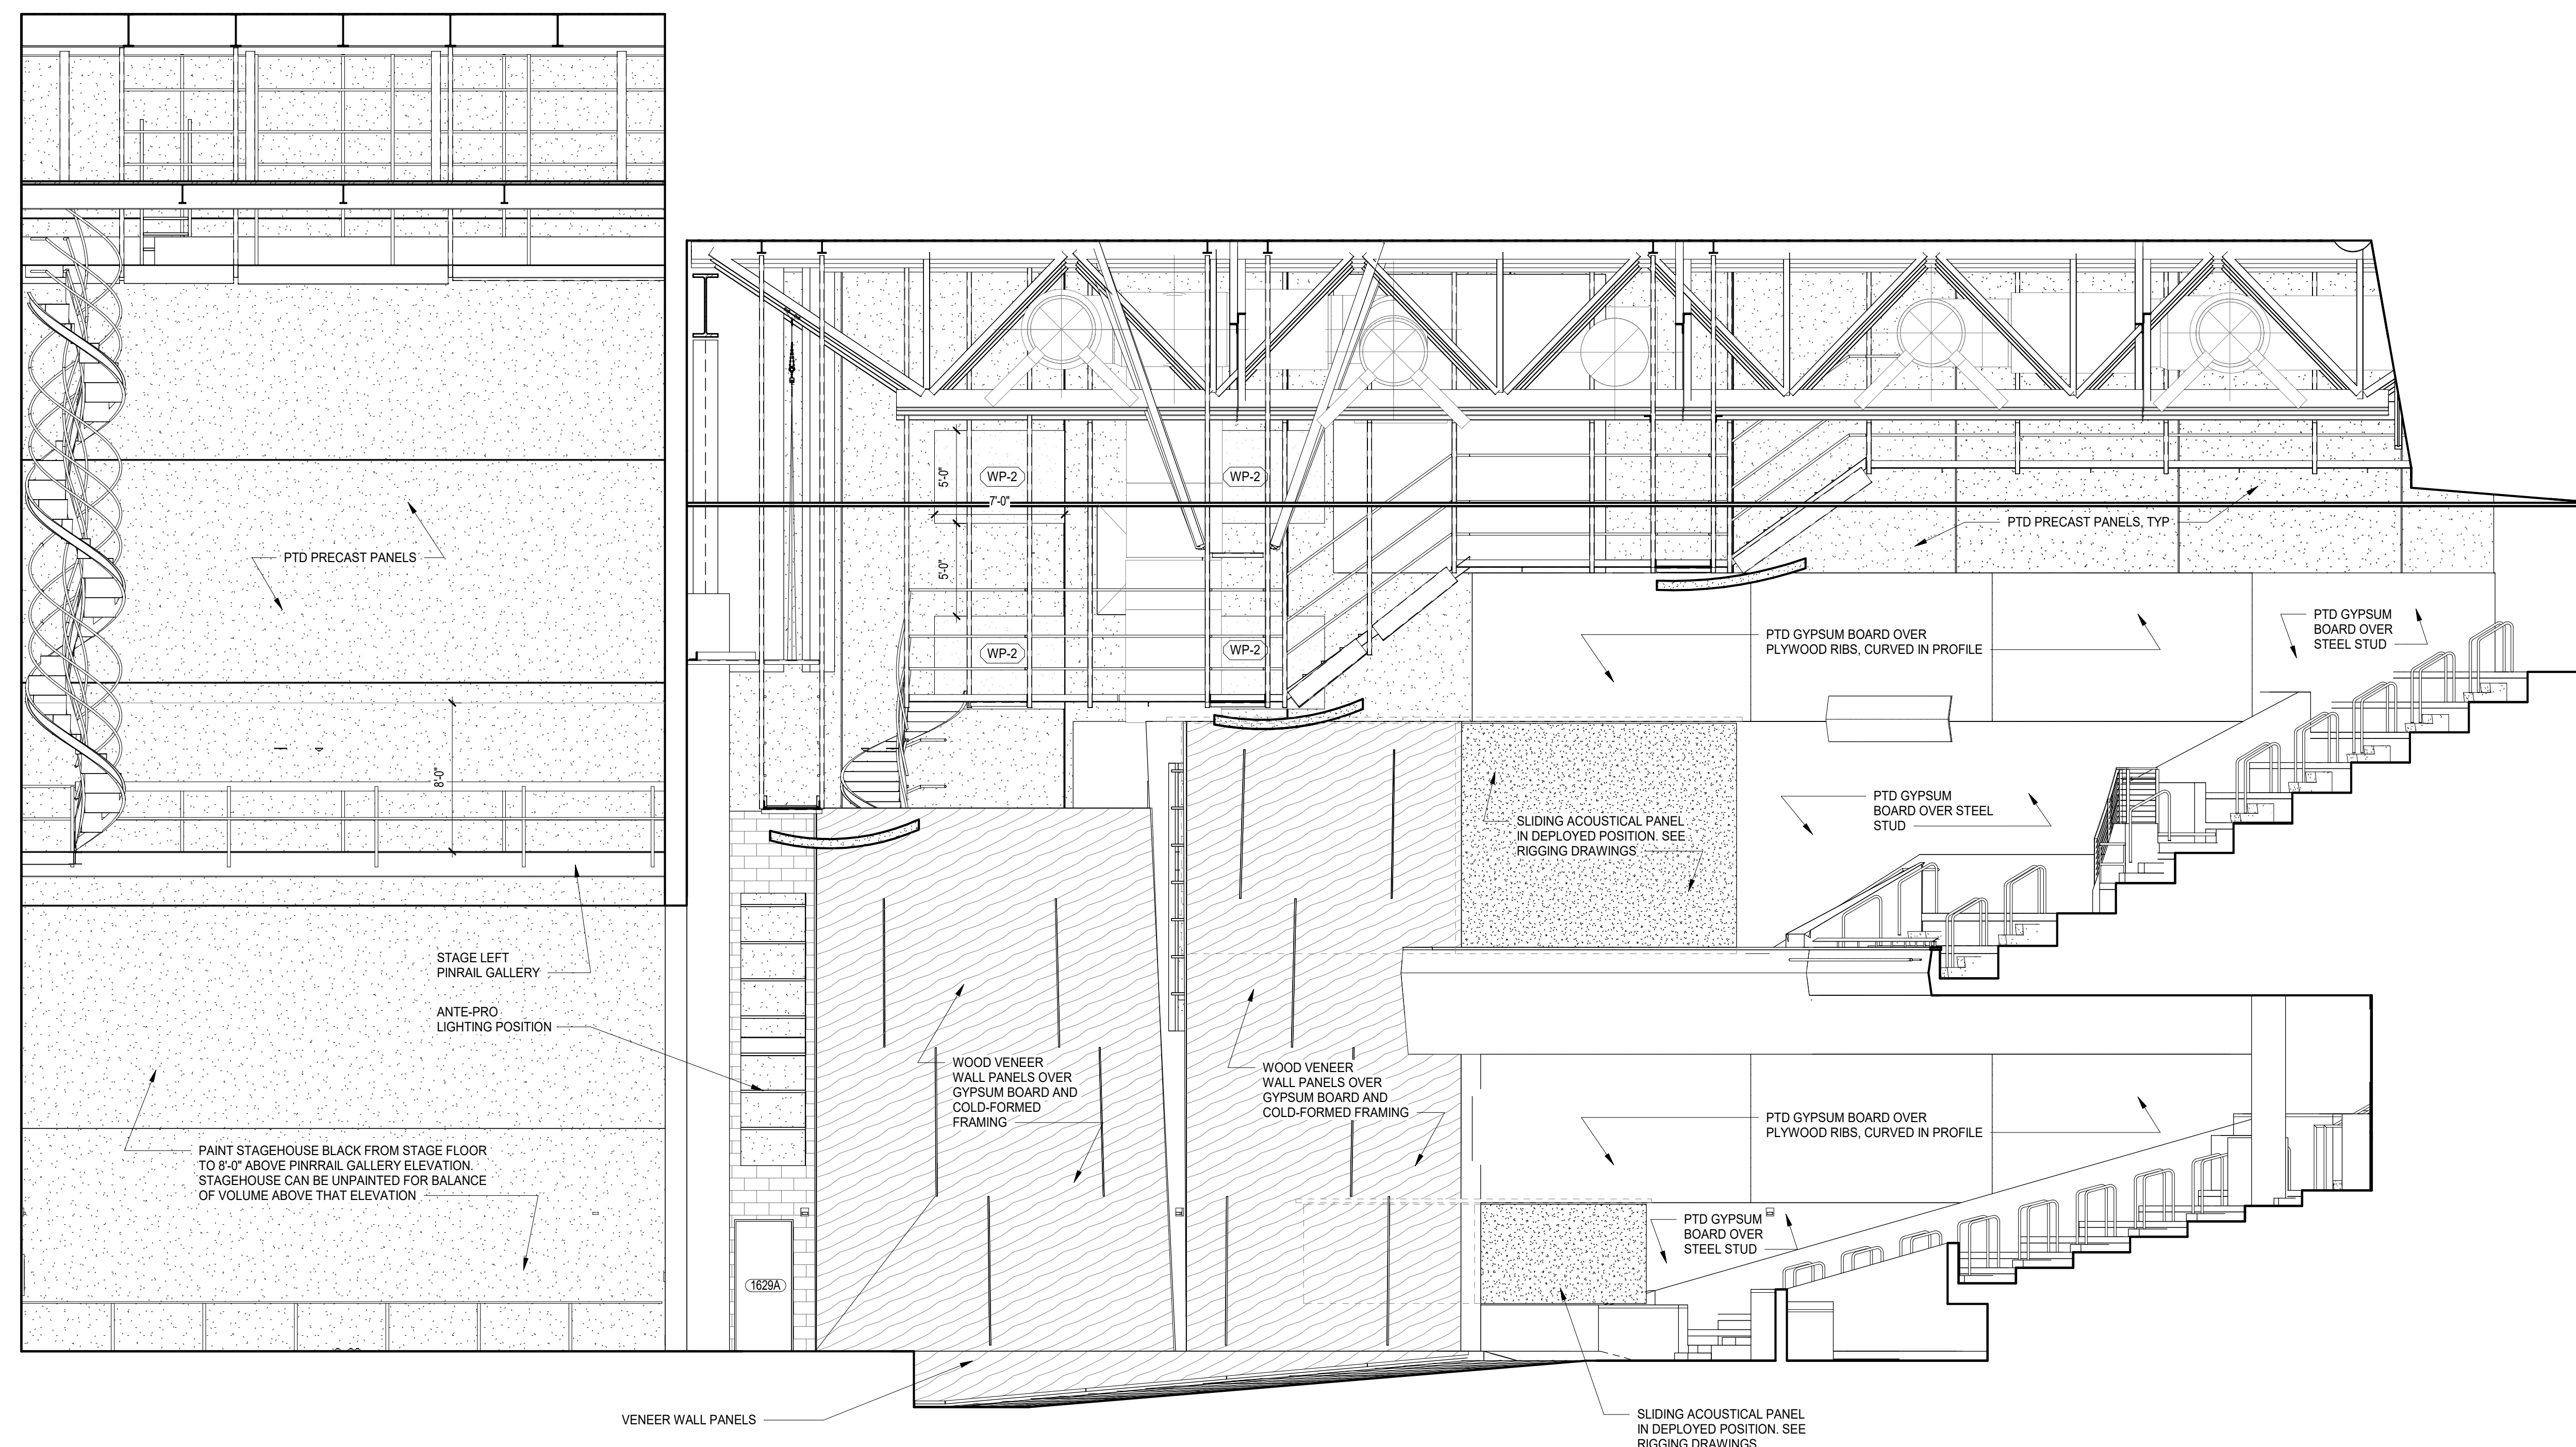 WP-2
WP-2
5'-0"
7'-0"
5'-0"
WP-2
WP-2
PTD PRECAST PANELS, TYP
PTD PRECAST PANELS
PTD GYPSUM
BOARD OVER
STEEL STUD
PTD GYPSUM BOARD OVER
PLYWOOD RIBS, CURVED IN PROFILE
8'-0"
PTD GYPSUM
BOARD OVER STEEL
STUD
SLIDING ACOUSTICAL PANEL
IN DEPLOYED POSITION. SEE
RIGGING DRAWINGS
STAGE LEFT
PINRAIL GALLERY
ANTE-PRO
LIGHTING POSITION
WOOD VENEER
WALL PANELS OVER
GYPSUM BOARD AND
COLD-FORMED
FRAMING
WOOD VENEER
WALL PANELS OVER
GYPSUM BOARD AND
COLD-FORMED FRAMING
PTD GYPSUM BOARD OVER
PLYWOOD RIBS, CURVED IN PROFILE
PAINT STAGEHOUSE BLACK FROM STAGE FLOOR
TO 8'-0" ABOVE PINRRAIL GALLERY ELEVATION.
STAGEHOUSE CAN BE UNPAINTED FOR BALANCE
OF VOLUME ABOVE THAT ELEVATION
PTD GYPSUM
BOARD OVER
STEEL STUD
1629A
VENEER WALL PANELS
SLIDING ACOUSTICAL PANEL
IN DEPLOYED POSITION. SEE
RIGGING DRAWINGS